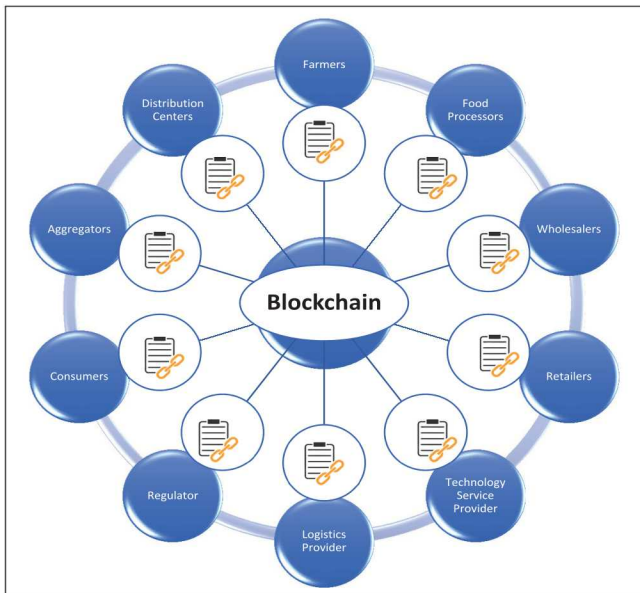 Farmers
Food
Processors
Wholesalers
Retailers
Technology
Service
Provider
Logistics
Provider
Regulator
Consumers
Aggregators
Distribution
Centers
Blockchain